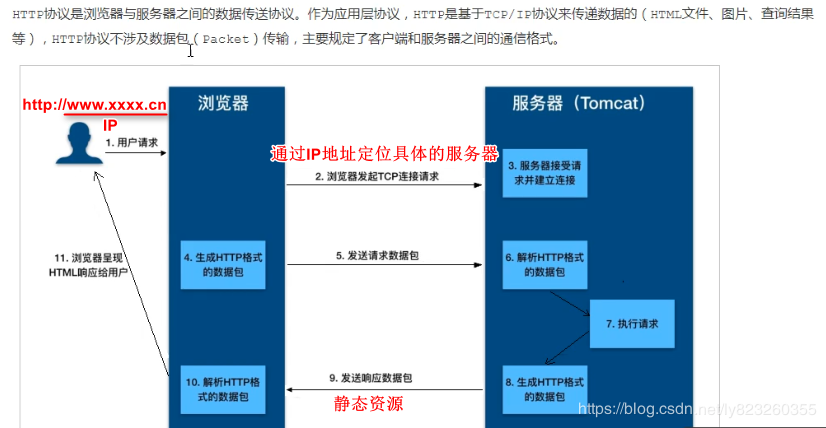 HTTP协议是浏览器与服务器之间的数据传送协议。作为应用层协议，HTTP是基于TCP/IP协议来传递数据的（HTML文件、图片、查询结果
等），HTTP协议不涉及数据包（Packet）传输，主要规定了客户端和服务器之间的通信格式。
http://www.xxxx.cn
IP
浏览器
服务器（Tomcat）
1. 用户请求
通过IP地址定位具体的服务器
2. 浏览器发起TCP连接请求
3. 服务器接受请
求并建立连接
4. 生成HTTP格式
的数据包
5. 发送请求数据包
6. 解析HTTP格式
的数据包
7. 执行请求
8. 生成HTTP格式
的数据包
9. 发送响应数据包
静态资源
10. 解析HTTP格
式的数据包
11. 浏览器呈现
HTML响应给用户
https://blog.csdn.net/ly823260355